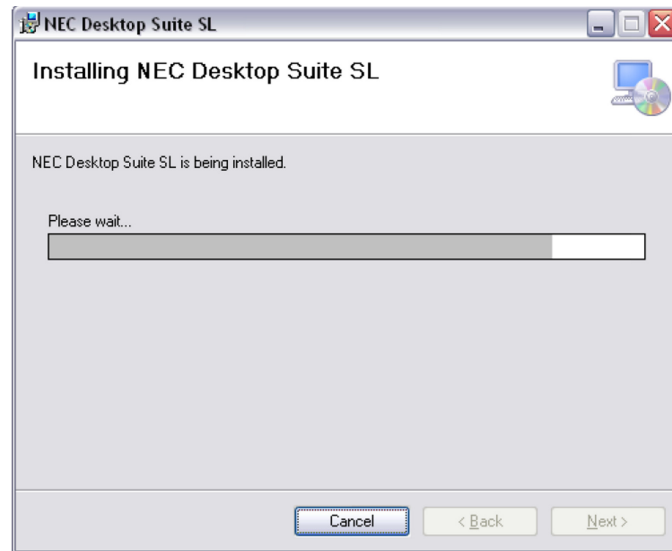 NEC Desktop Suite SL
Installing NEC Desktop Suite SL
NEC Desktop Suite SL is being installed.
Please wait...
Cancel
< Back
Next >